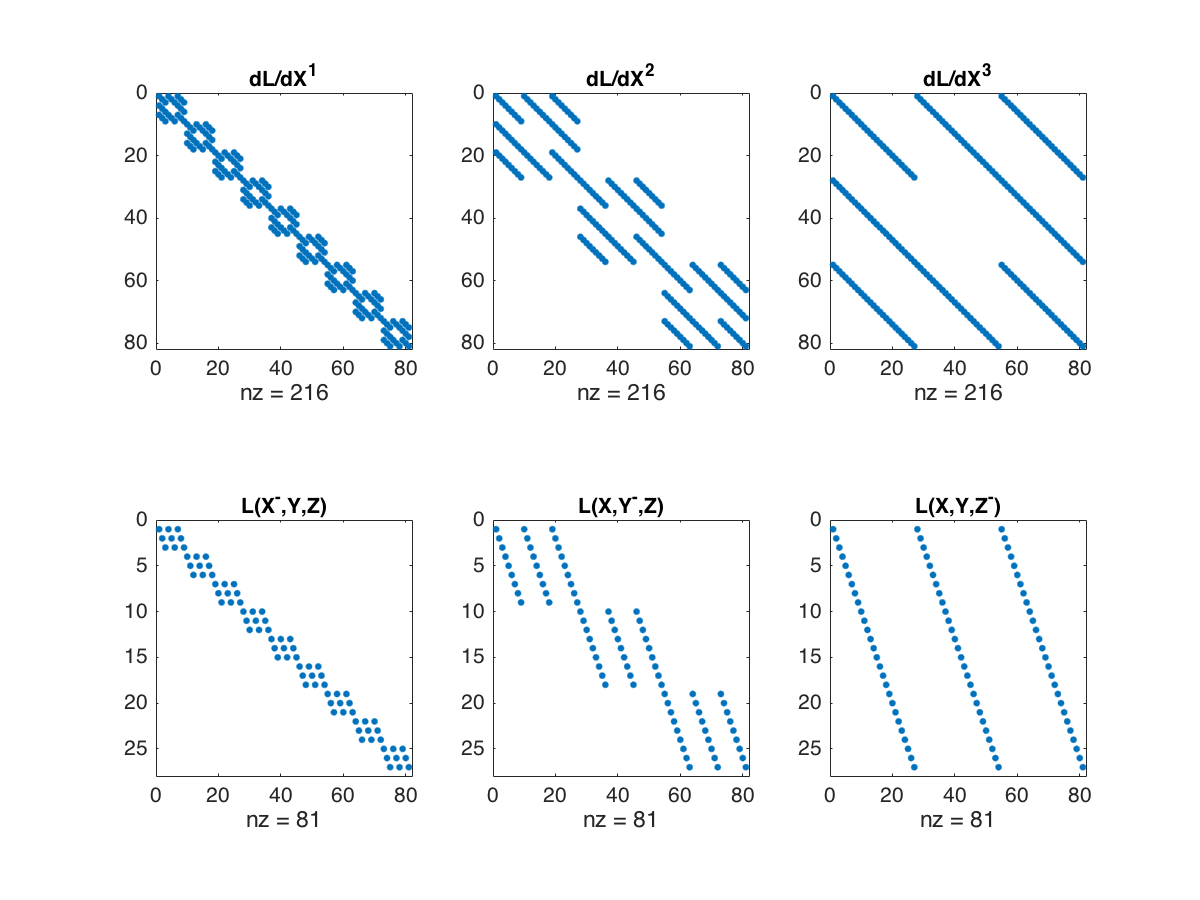 dL/dX¹ dL/dX² dL/dX³
0 0 0
20 20 20
40 40 40
60 60 60
80 80 80
0 20 40 60 80 0 20 40 60 80 0 20 40 60 80
nz = 216 nz = 216 nz = 216
L(X⁻,Y,Z) L(X,Y⁻,Z) L(X,Y,Z⁻)
0 0 0
5 5 5
10 10 10
15 15 15
20 20 20
25 25 25
0 20 40 60 80 0 20 40 60 80 0 20 40 60 80
nz = 81 nz = 81 nz = 81